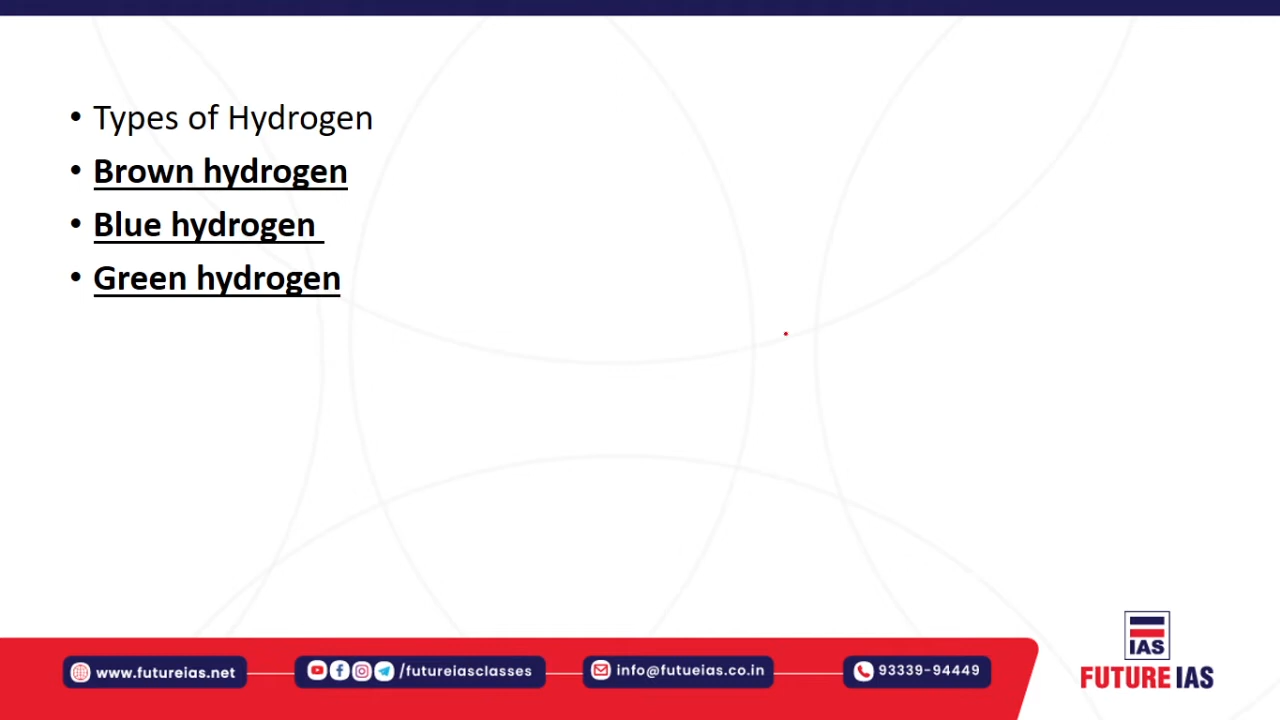 • Types of Hydrogen
• Brown hydrogen
• Blue hydrogen
• Green hydrogen
www.futureias.net
/futureiasclasses
info@futueias.co.in
93339-94449
IAS
FUTURE IAS